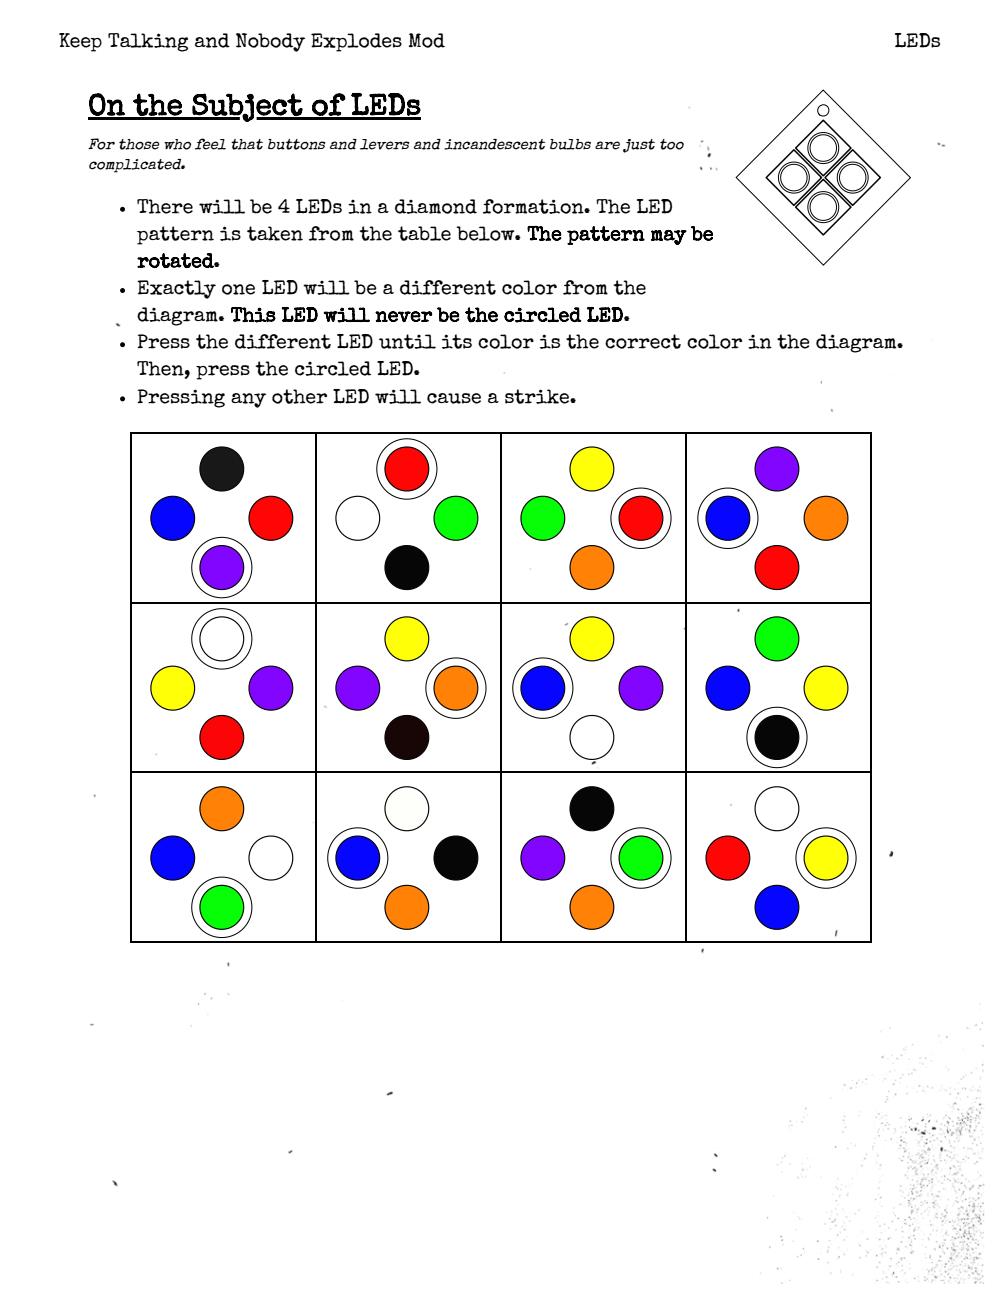 Keep Talking and Nobody Explodes Mod
LEDs
On the Subject of LEDs
For those who feel that buttons and levers and incandescent bulbs are just too
complicated.
• There will be 4 LEDs in a diamond formation. The LED
pattern is taken from the table below. The pattern may be
rotated.
• Exactly one LED will be a different color from the
diagram. This LED will never be the circled LED.
• Press the different LED until its color is the correct color in the diagram.
Then, press the circled LED.
• Pressing any other LED will cause a strike.